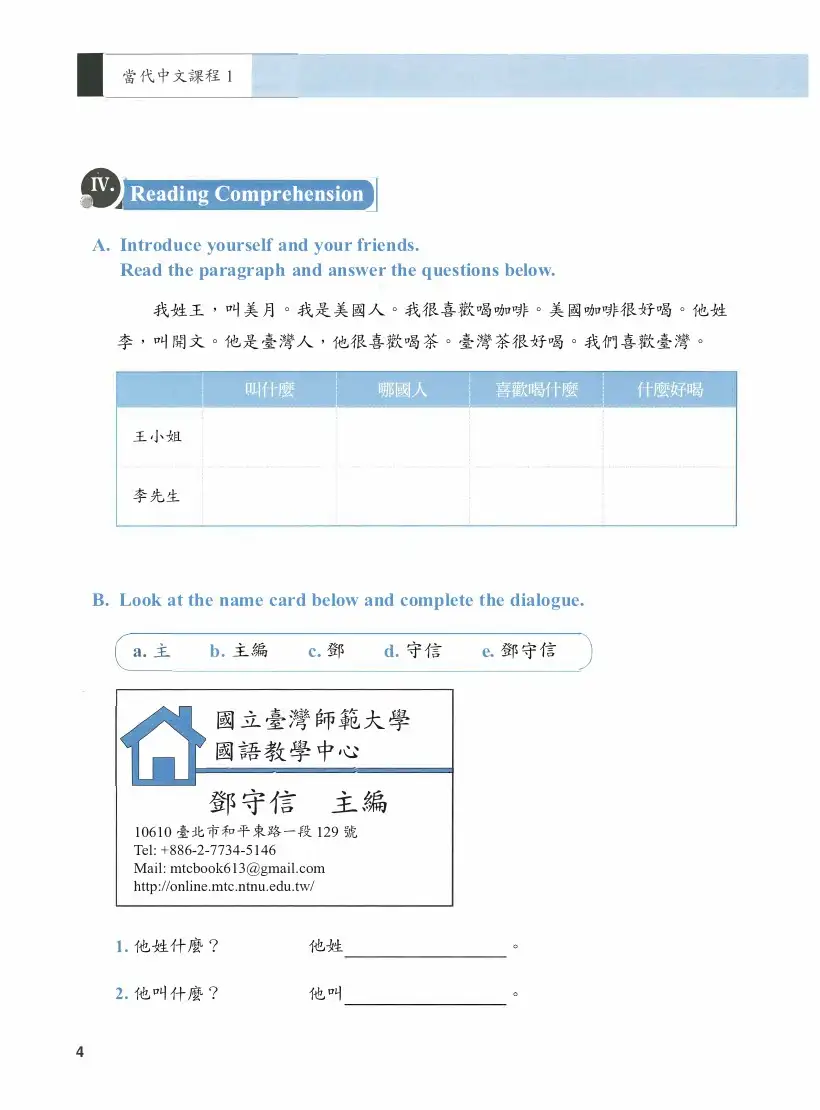 當代中文課程 1
IV. Reading Comprehension
A. Introduce yourself and your friends.
Read the paragraph and answer the questions below.
我姓王，叫美月。我是美國人。我很喜歡喝咖啡。美國咖啡很好喝。他姓
李，叫開文。他是臺灣人，他很喜歡喝茶。臺灣茶很好喝。我們喜歡臺灣。
叫什麼 哪國人 喜歡喝什麼 什麼好喝
王小姐
李先生
B. Look at the name card below and complete the dialogue.
a. 主 b. 主編 c. 鄧 d. 守信 e. 鄧守信
國立臺灣師範大學
國語教學中心
鄧守信 主編
10610 臺北市和平東路一段 129 號
Tel: +886-2-7734-5146
Mail: mtcbook613@gmail.com
http://online.mtc.ntnu.edu.tw/
1. 他姓什麼？ 他姓＿＿＿＿＿＿。
2. 他叫什麼？ 他叫＿＿＿＿＿＿。
4